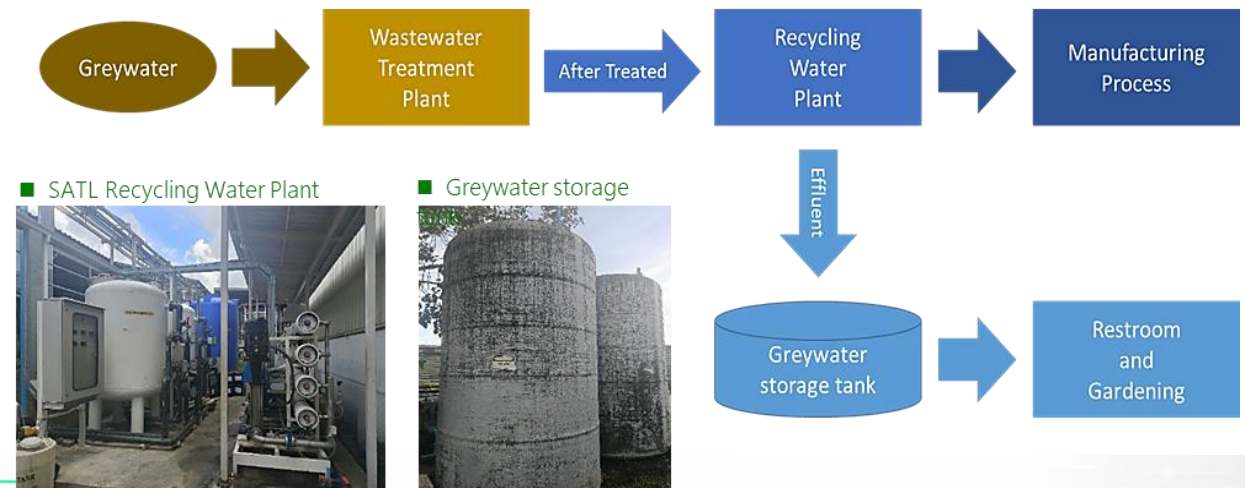 Greywater
Wastewater
Treatment
Plant
After Treated
Recycling
Water
Plant
Manufacturing
Process
Effluent
■ SATL Recycling Water Plant
■ Greywater storage
tank
Greywater
storage tank
Restroom
and
Gardening